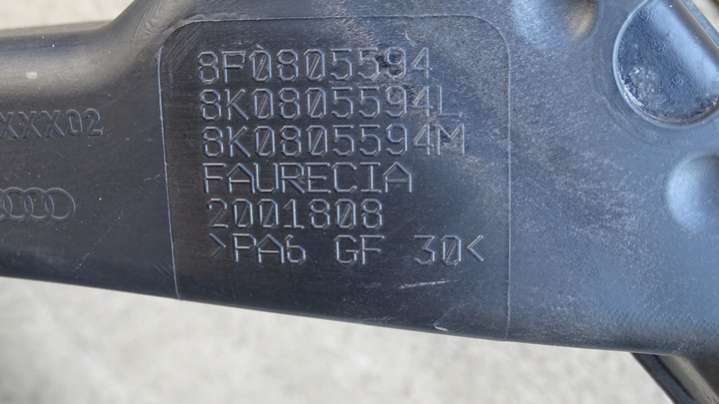 8F0805594
8K0805594L
8K0805594M
FAURECIA
2001808
>PA6 GF 30<
XXX02